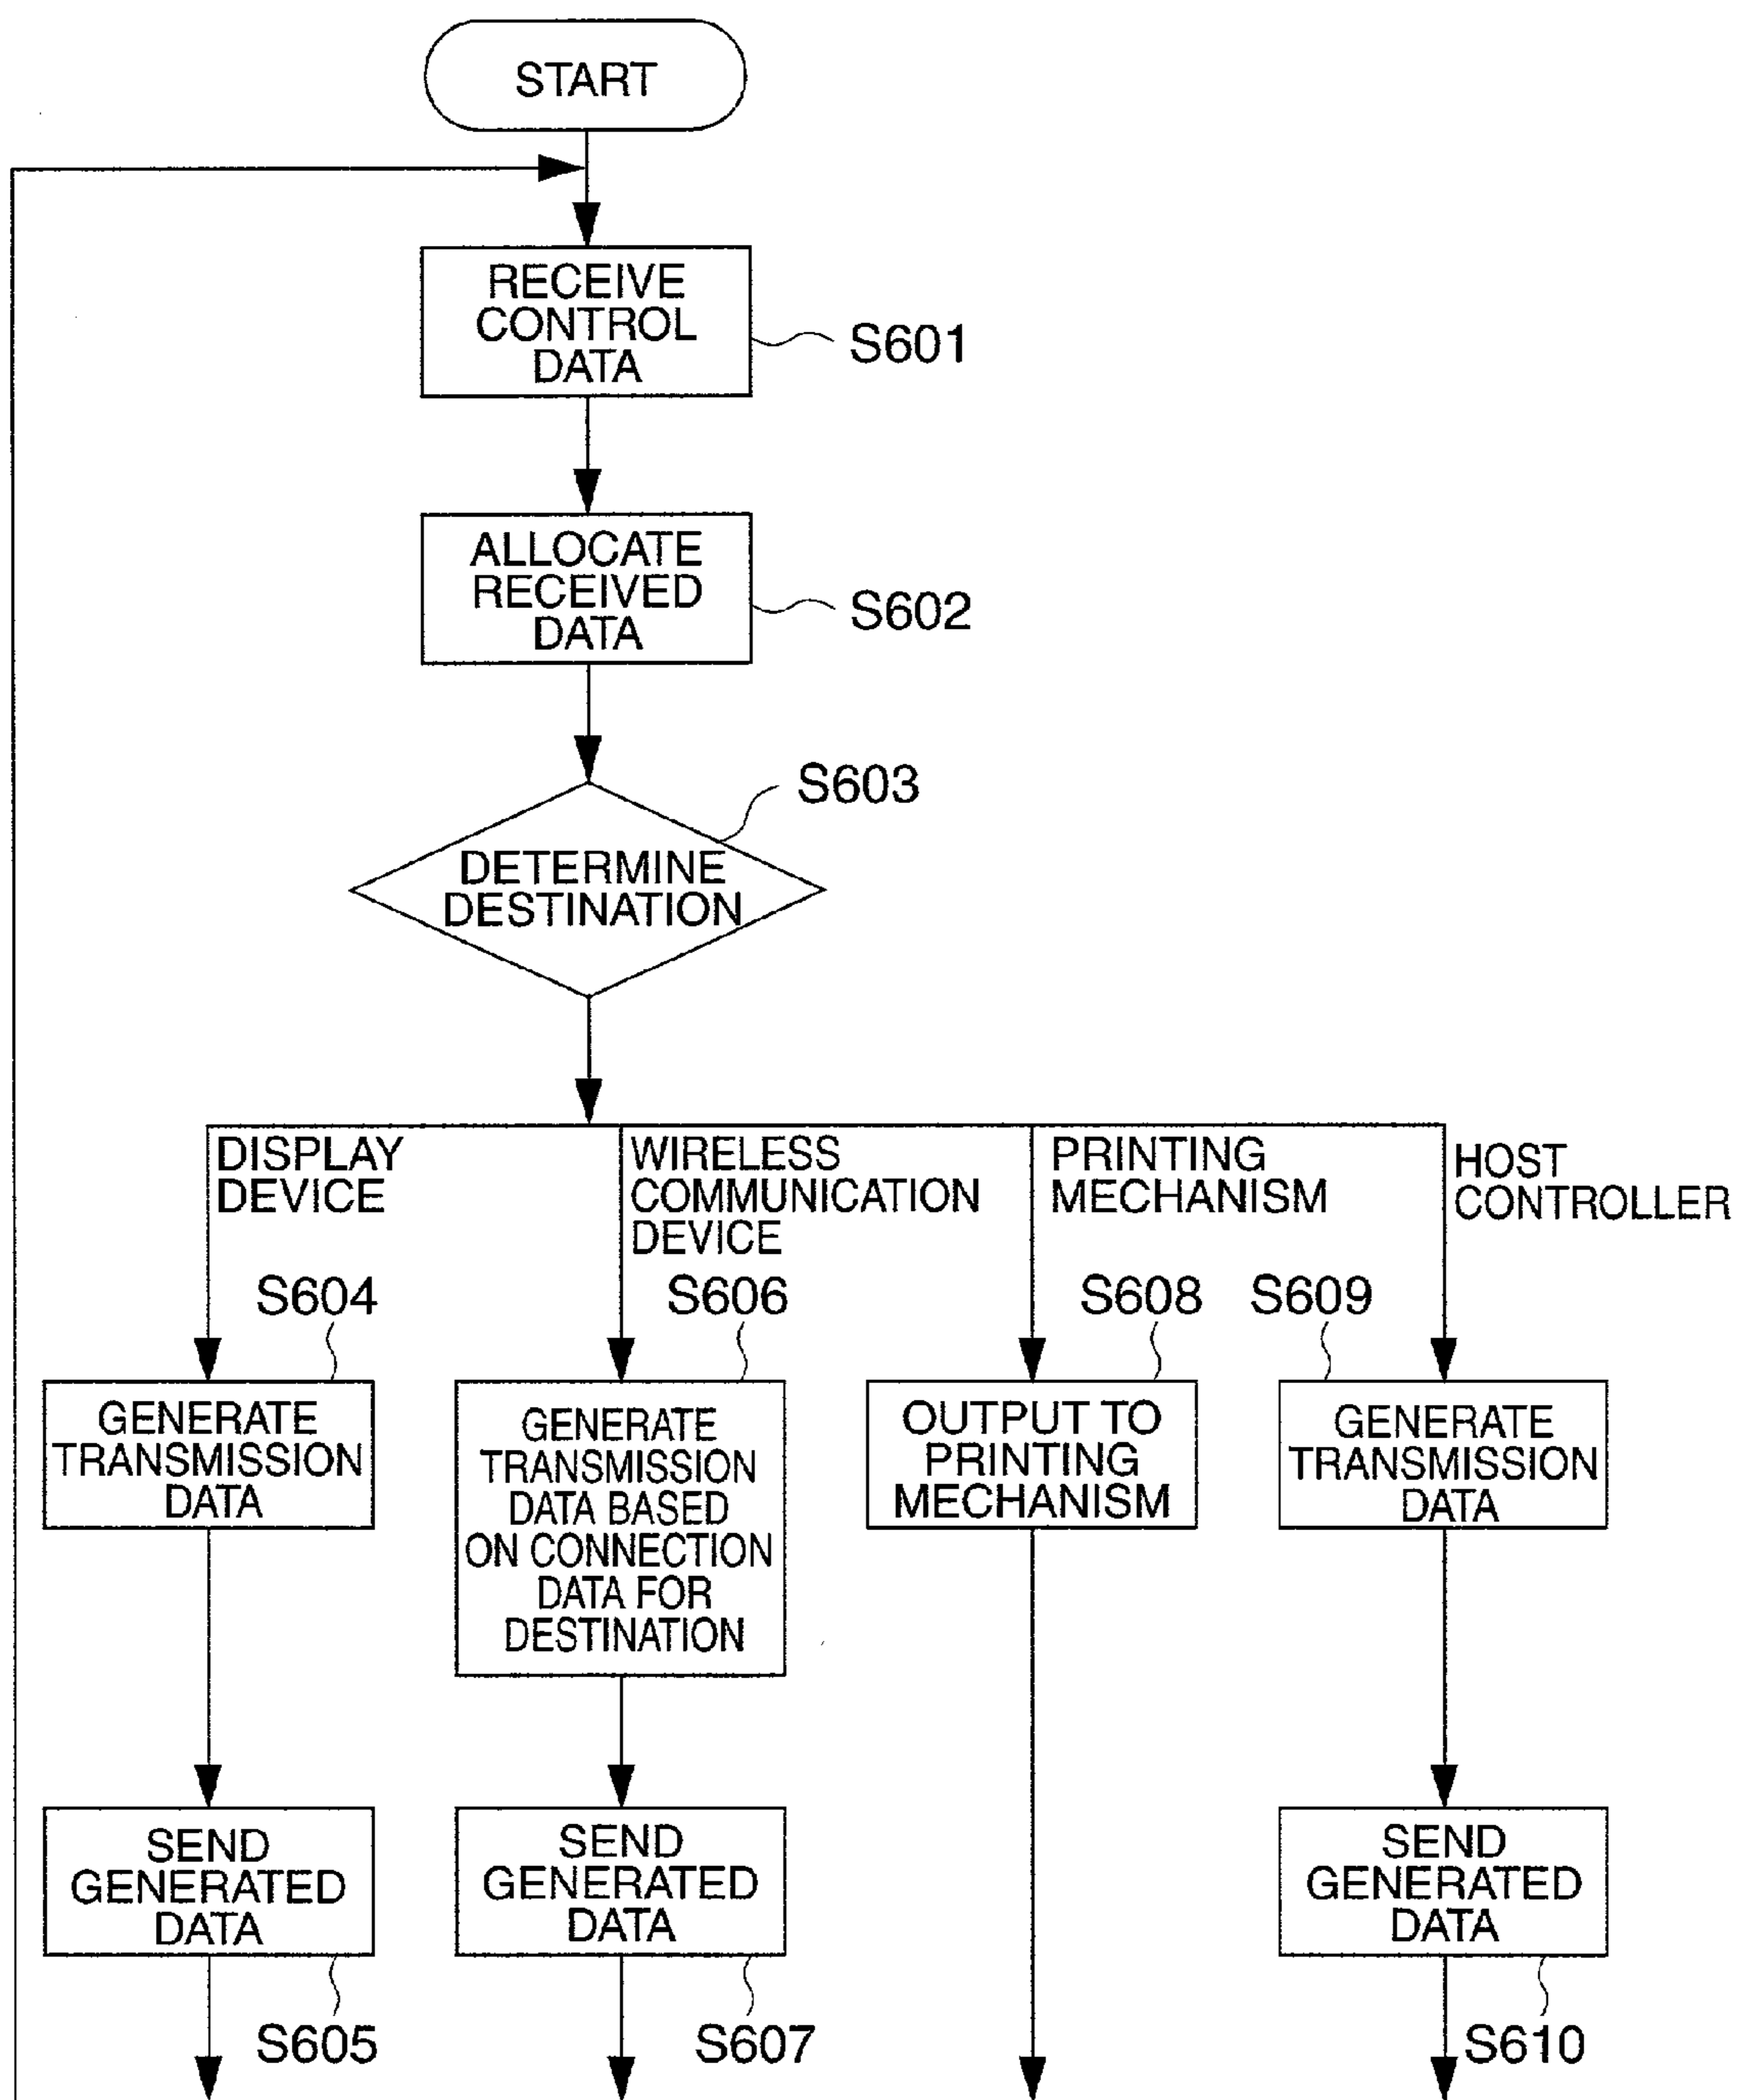 START
RECEIVE
CONTROL
DATA
S601
ALLOCATE
RECEIVED
DATA
S602
S603
DETERMINE
DESTINATION
DISPLAY
DEVICE
WIRELESS
COMMUNICATION
DEVICE
PRINTING
MECHANISM
HOST
CONTROLLER
S604
S606
S608
S609
GENERATE
TRANSMISSION
DATA
GENERATE
TRANSMISSION
DATA BASED
ON CONNECTION
DATA FOR
DESTINATION
OUTPUT TO
PRINTING
MECHANISM
GENERATE
TRANSMISSION
DATA
SEND
GENERATED
DATA
SEND
GENERATED
DATA
SEND
GENERATED
DATA
S605
S607
S610